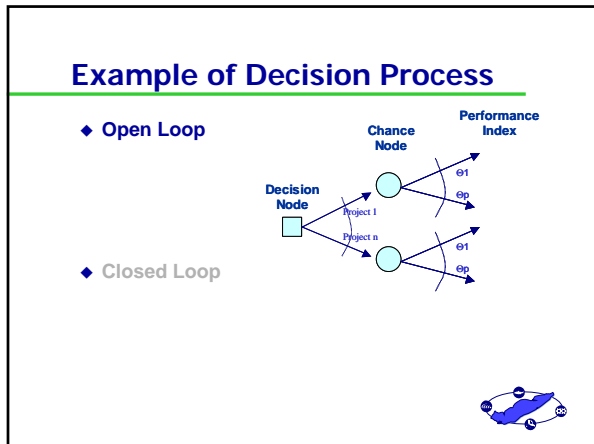 Example of Decision Process
◆ Open Loop
Performance
Index
Chance
Node
Θ1
Θp
Decision
Node
Project 1
Project n
Θ1
Θp
◆ Closed Loop